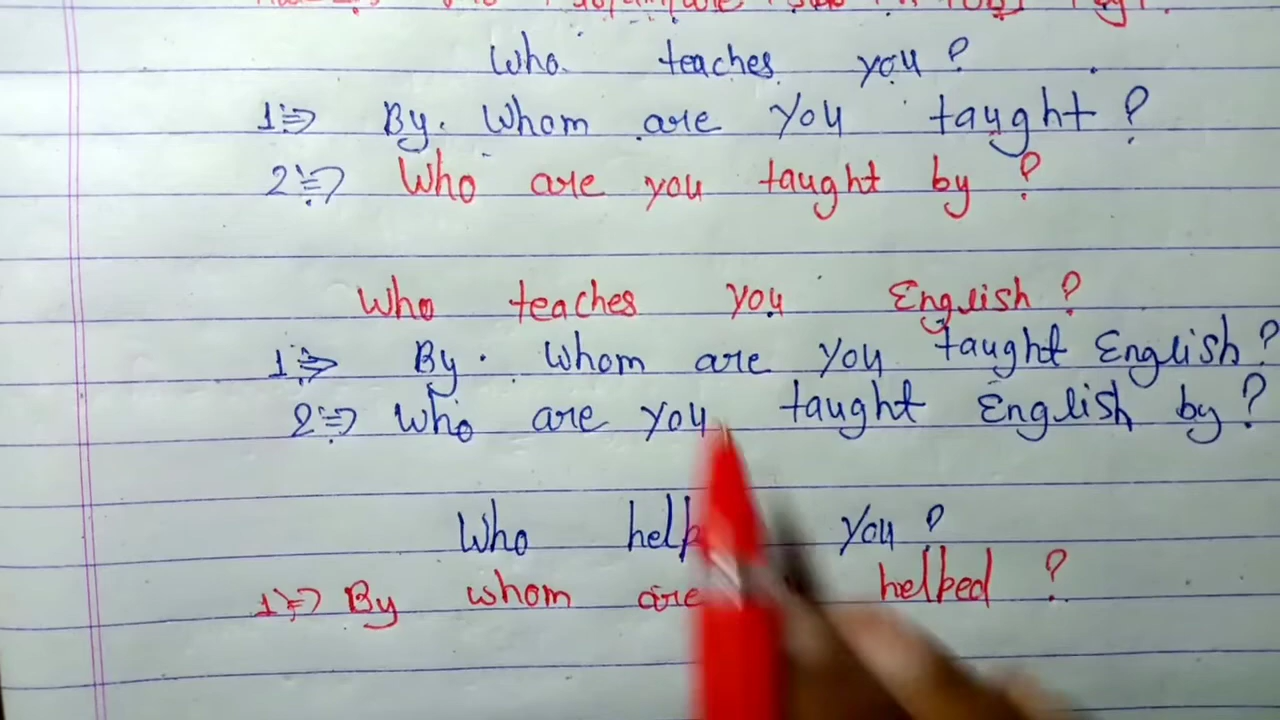 Who teaches you?
1⇒ By Whom are you taught?
2⇒ Who are you taught by?
Who teaches you English?
1⇒ By Whom are you taught English?
2⇒ Who are you taught English by?
Who you?
1⇒ By whom are helped?